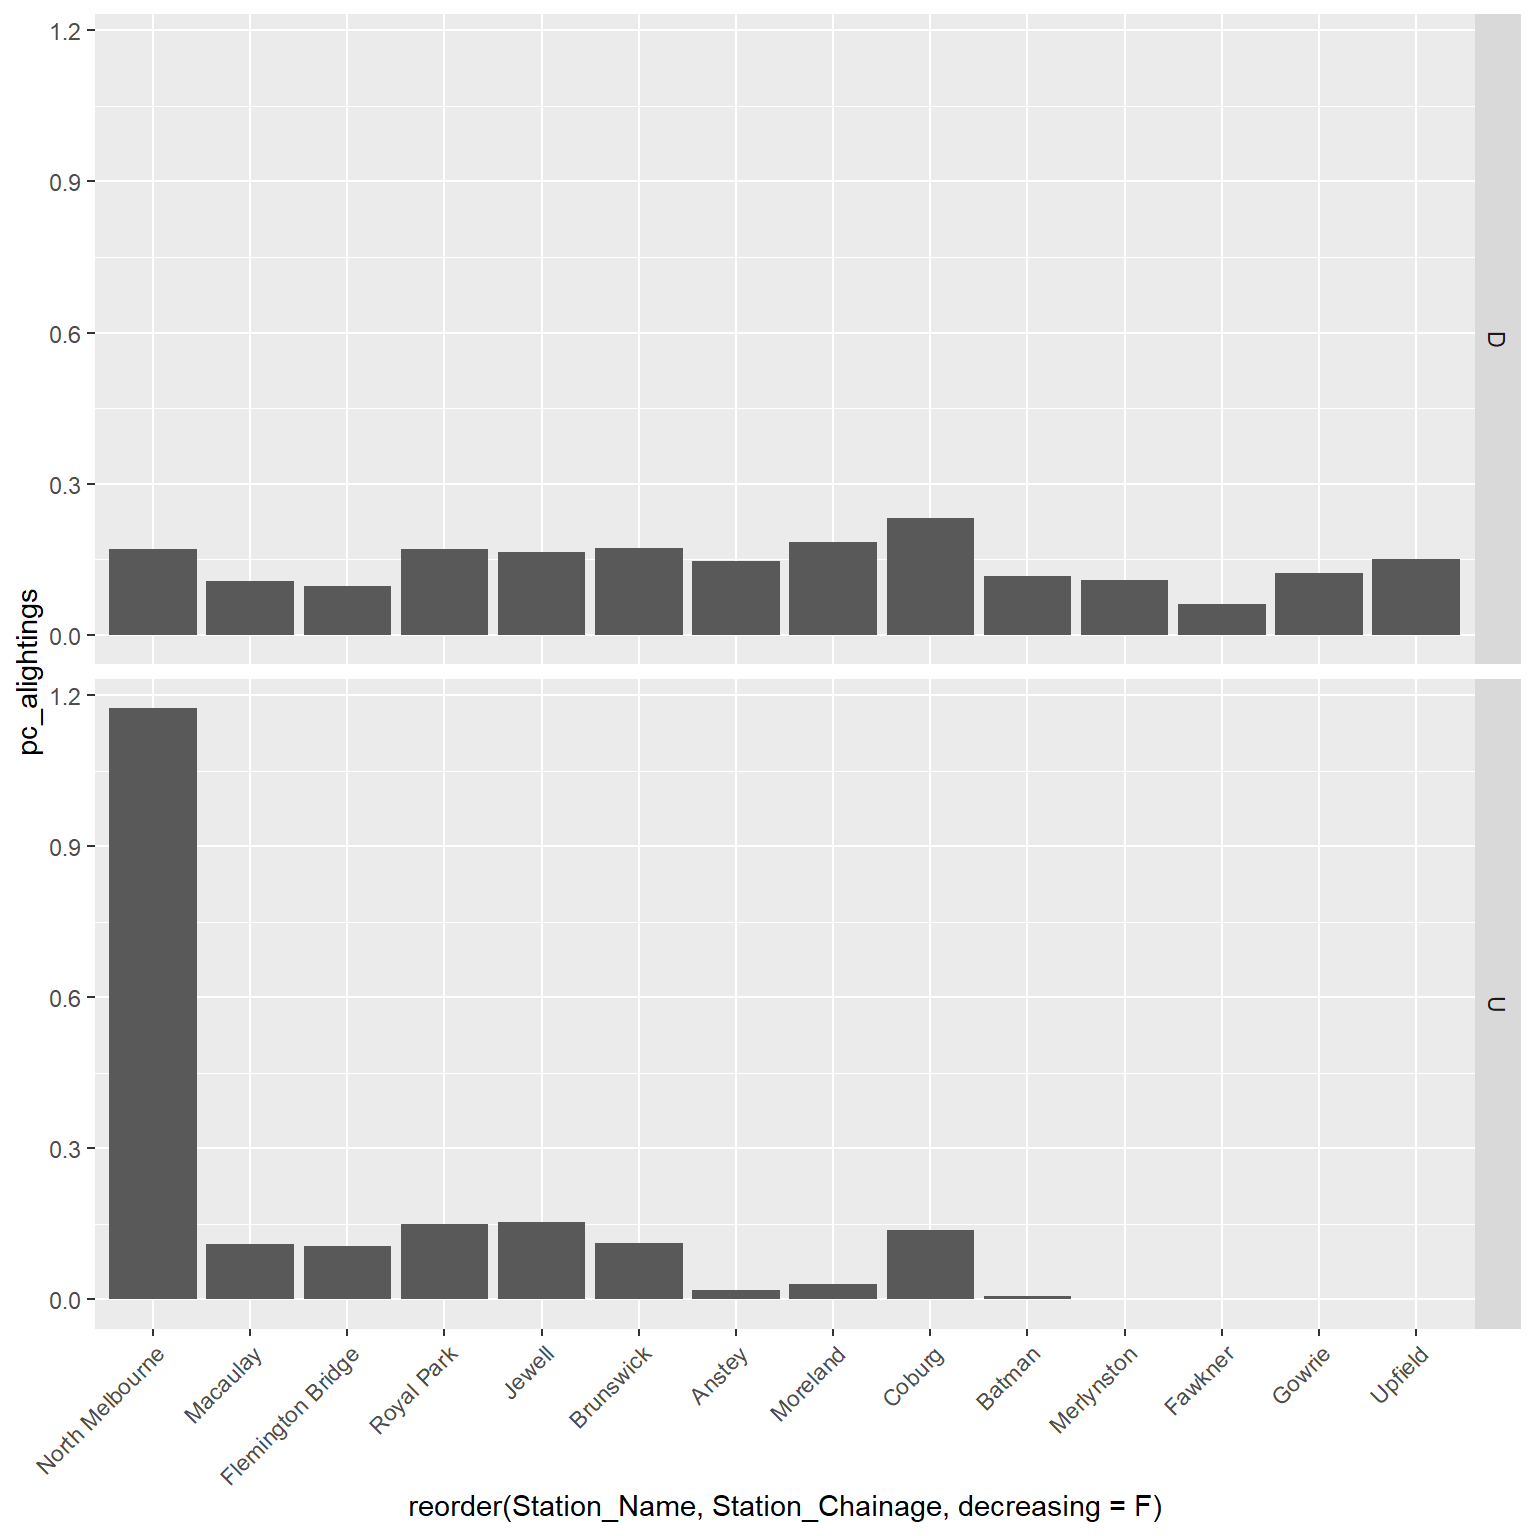 1.2
0.9
0.6
0.3
0.0
D
pc_alightings
1.2
0.9
0.6
0.3
0.0
U
North Melbourne
Macaulay
Flemington Bridge
Royal Park
Jewell
Brunswick
Anstey
Moreland
Coburg
Batman
Merlynston
Fawkner
Gowrie
Upfield
reorder(Station_Name, Station_Chainage, decreasing = F)